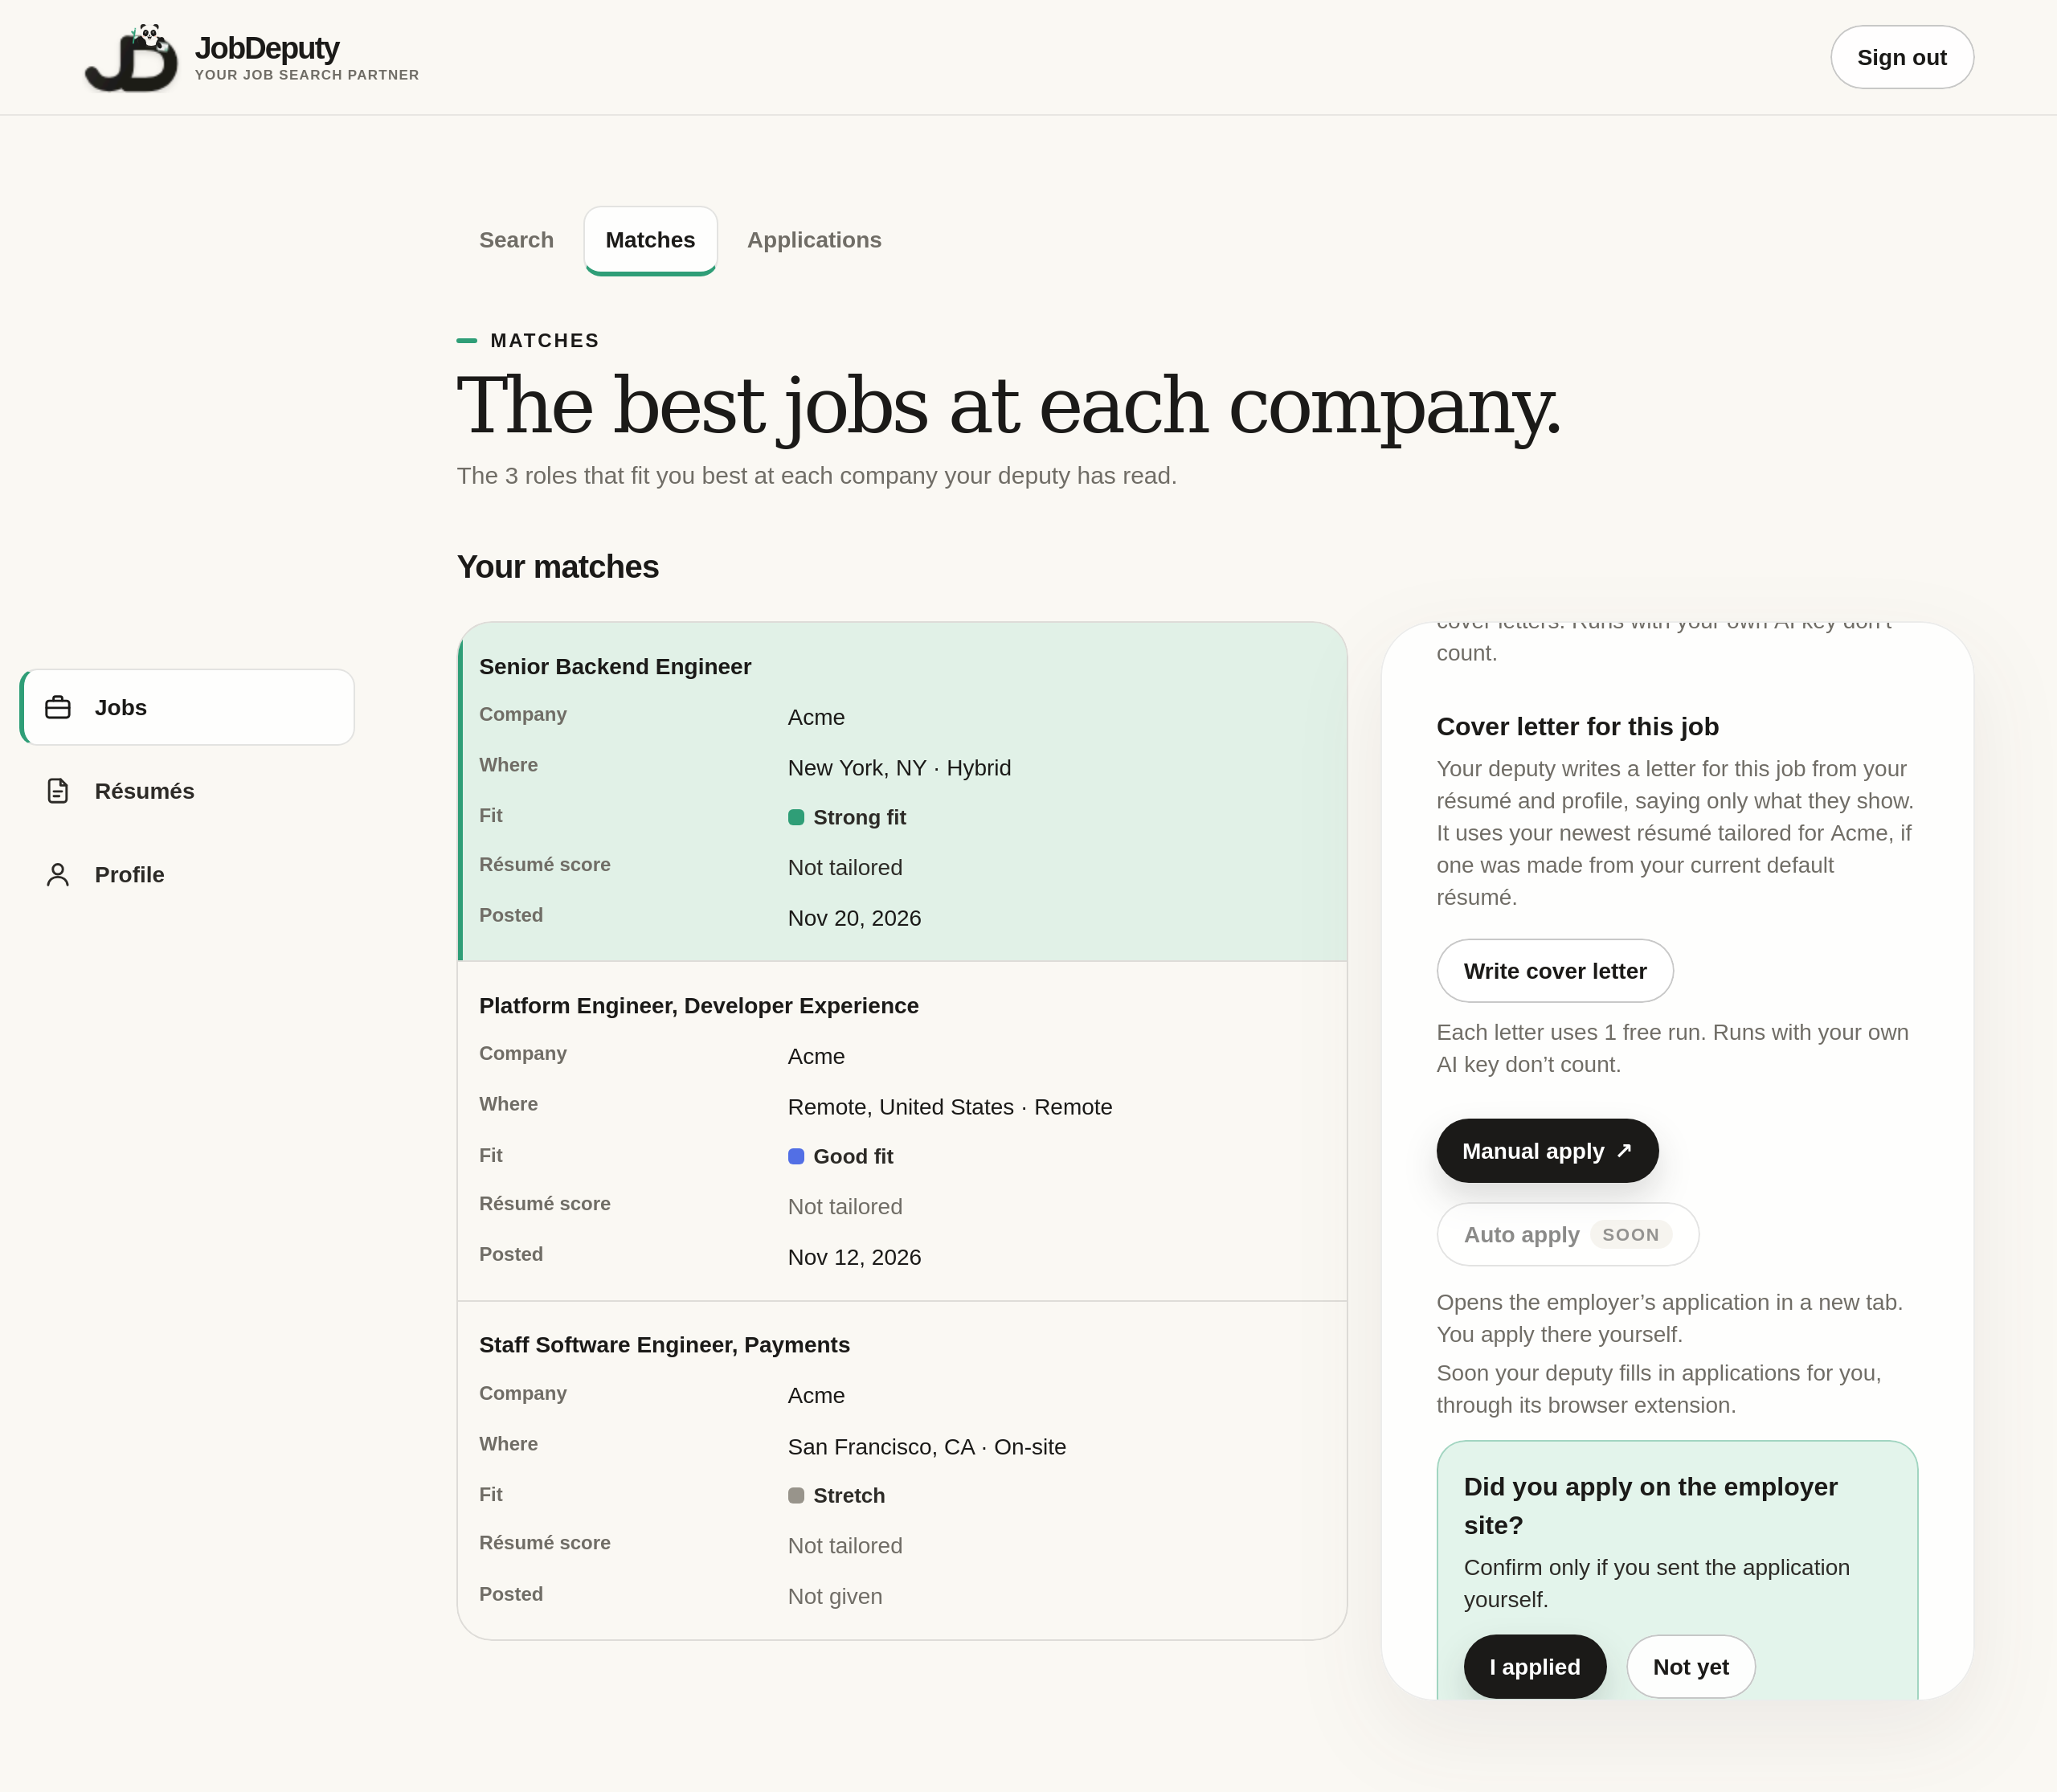 JobDeputy
YOUR JOB SEARCH PARTNER
Sign out
Search
Matches
Applications
MATCHES
The best jobs at each company.
The 3 roles that fit you best at each company your deputy has read.
Your matches
Jobs
Résumés
Profile
Senior Backend Engineer
Company Acme
Where New York, NY · Hybrid
Fit Strong fit
Résumé score Not tailored
Posted Nov 20, 2026
Platform Engineer, Developer Experience
Company Acme
Where Remote, United States · Remote
Fit Good fit
Résumé score Not tailored
Posted Nov 12, 2026
Staff Software Engineer, Payments
Company Acme
Where San Francisco, CA · On-site
Fit Stretch
Résumé score Not tailored
Posted Not given
cover letters. Runs with your own AI key don’t
count.
Cover letter for this job
Your deputy writes a letter for this job from your
résumé and profile, saying only what they show.
It uses your newest résumé tailored for Acme, if
one was made from your current default
résumé.
Write cover letter
Each letter uses 1 free run. Runs with your own
AI key don’t count.
Manual apply ↗
Auto apply SOON
Opens the employer’s application in a new tab.
You apply there yourself.
Soon your deputy fills in applications for you,
through its browser extension.
Did you apply on the employer
site?
Confirm only if you sent the application
yourself.
I applied
Not yet